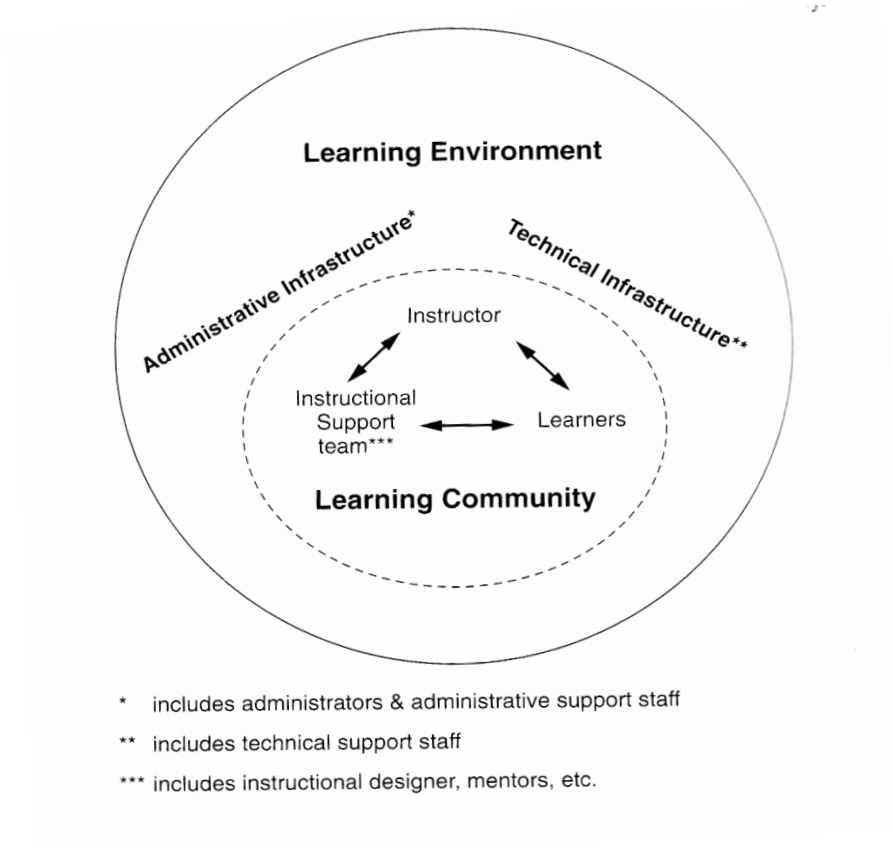 Learning Environment
Administrative Infrastructure*
Technical Infrastructure**
Instructor
Instructional
Support
team***
Learners
Learning Community
* includes administrators & administrative support staff
** includes technical support staff
*** includes instructional designer, mentors, etc.